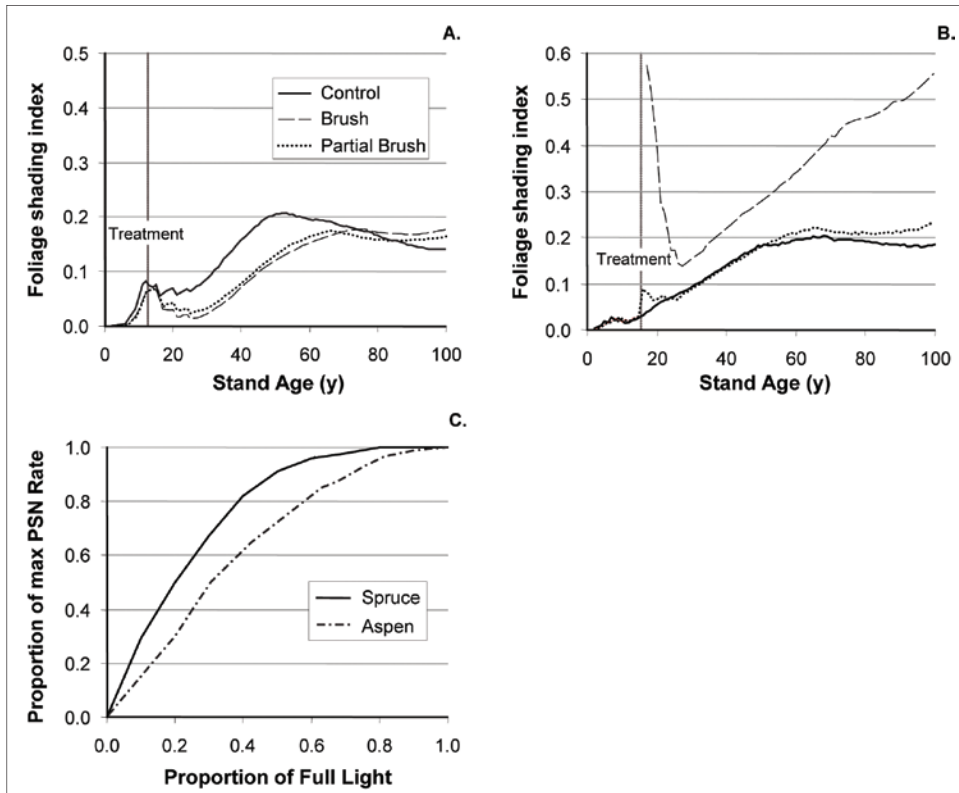 A.
0.5
0.4
0.3
0.2
0.1
0.0
Foliage shading index
Control
Brush
Partial Brush
Treatment
0 20 40 60 80 100
Stand Age (y)
B.
0.6
0.5
0.4
0.3
0.2
0.1
0.0
Foliage shading index
Treatment
0 20 40 60 80 100
Stand Age (y)
C.
1.0
0.8
0.6
0.4
0.2
0.0
Proportion of max PSN Rate
Spruce
Aspen
0.0 0.2 0.4 0.6 0.8 1.0
Proportion of Full Light